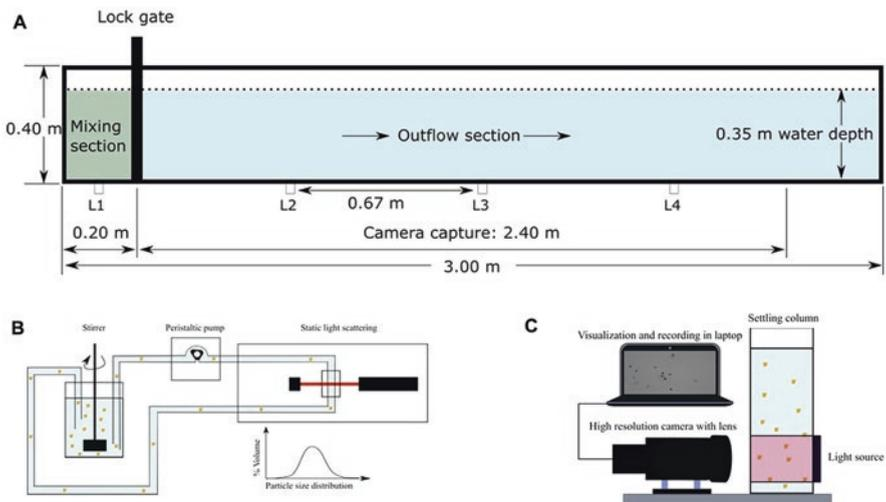 A
Lock gate
0.40 m
Mixing
section
Outflow section
0.35 m water depth
L1
L2
L3
L4
0.67 m
0.20 m
Camera capture: 2.40 m
3.00 m
B
Stirrer
Peristaltic pump
Static light scattering
% Volume
Particle size distribution
C
Settling column
Visualization and recording in laptop
High resolution camera with lens
Light source